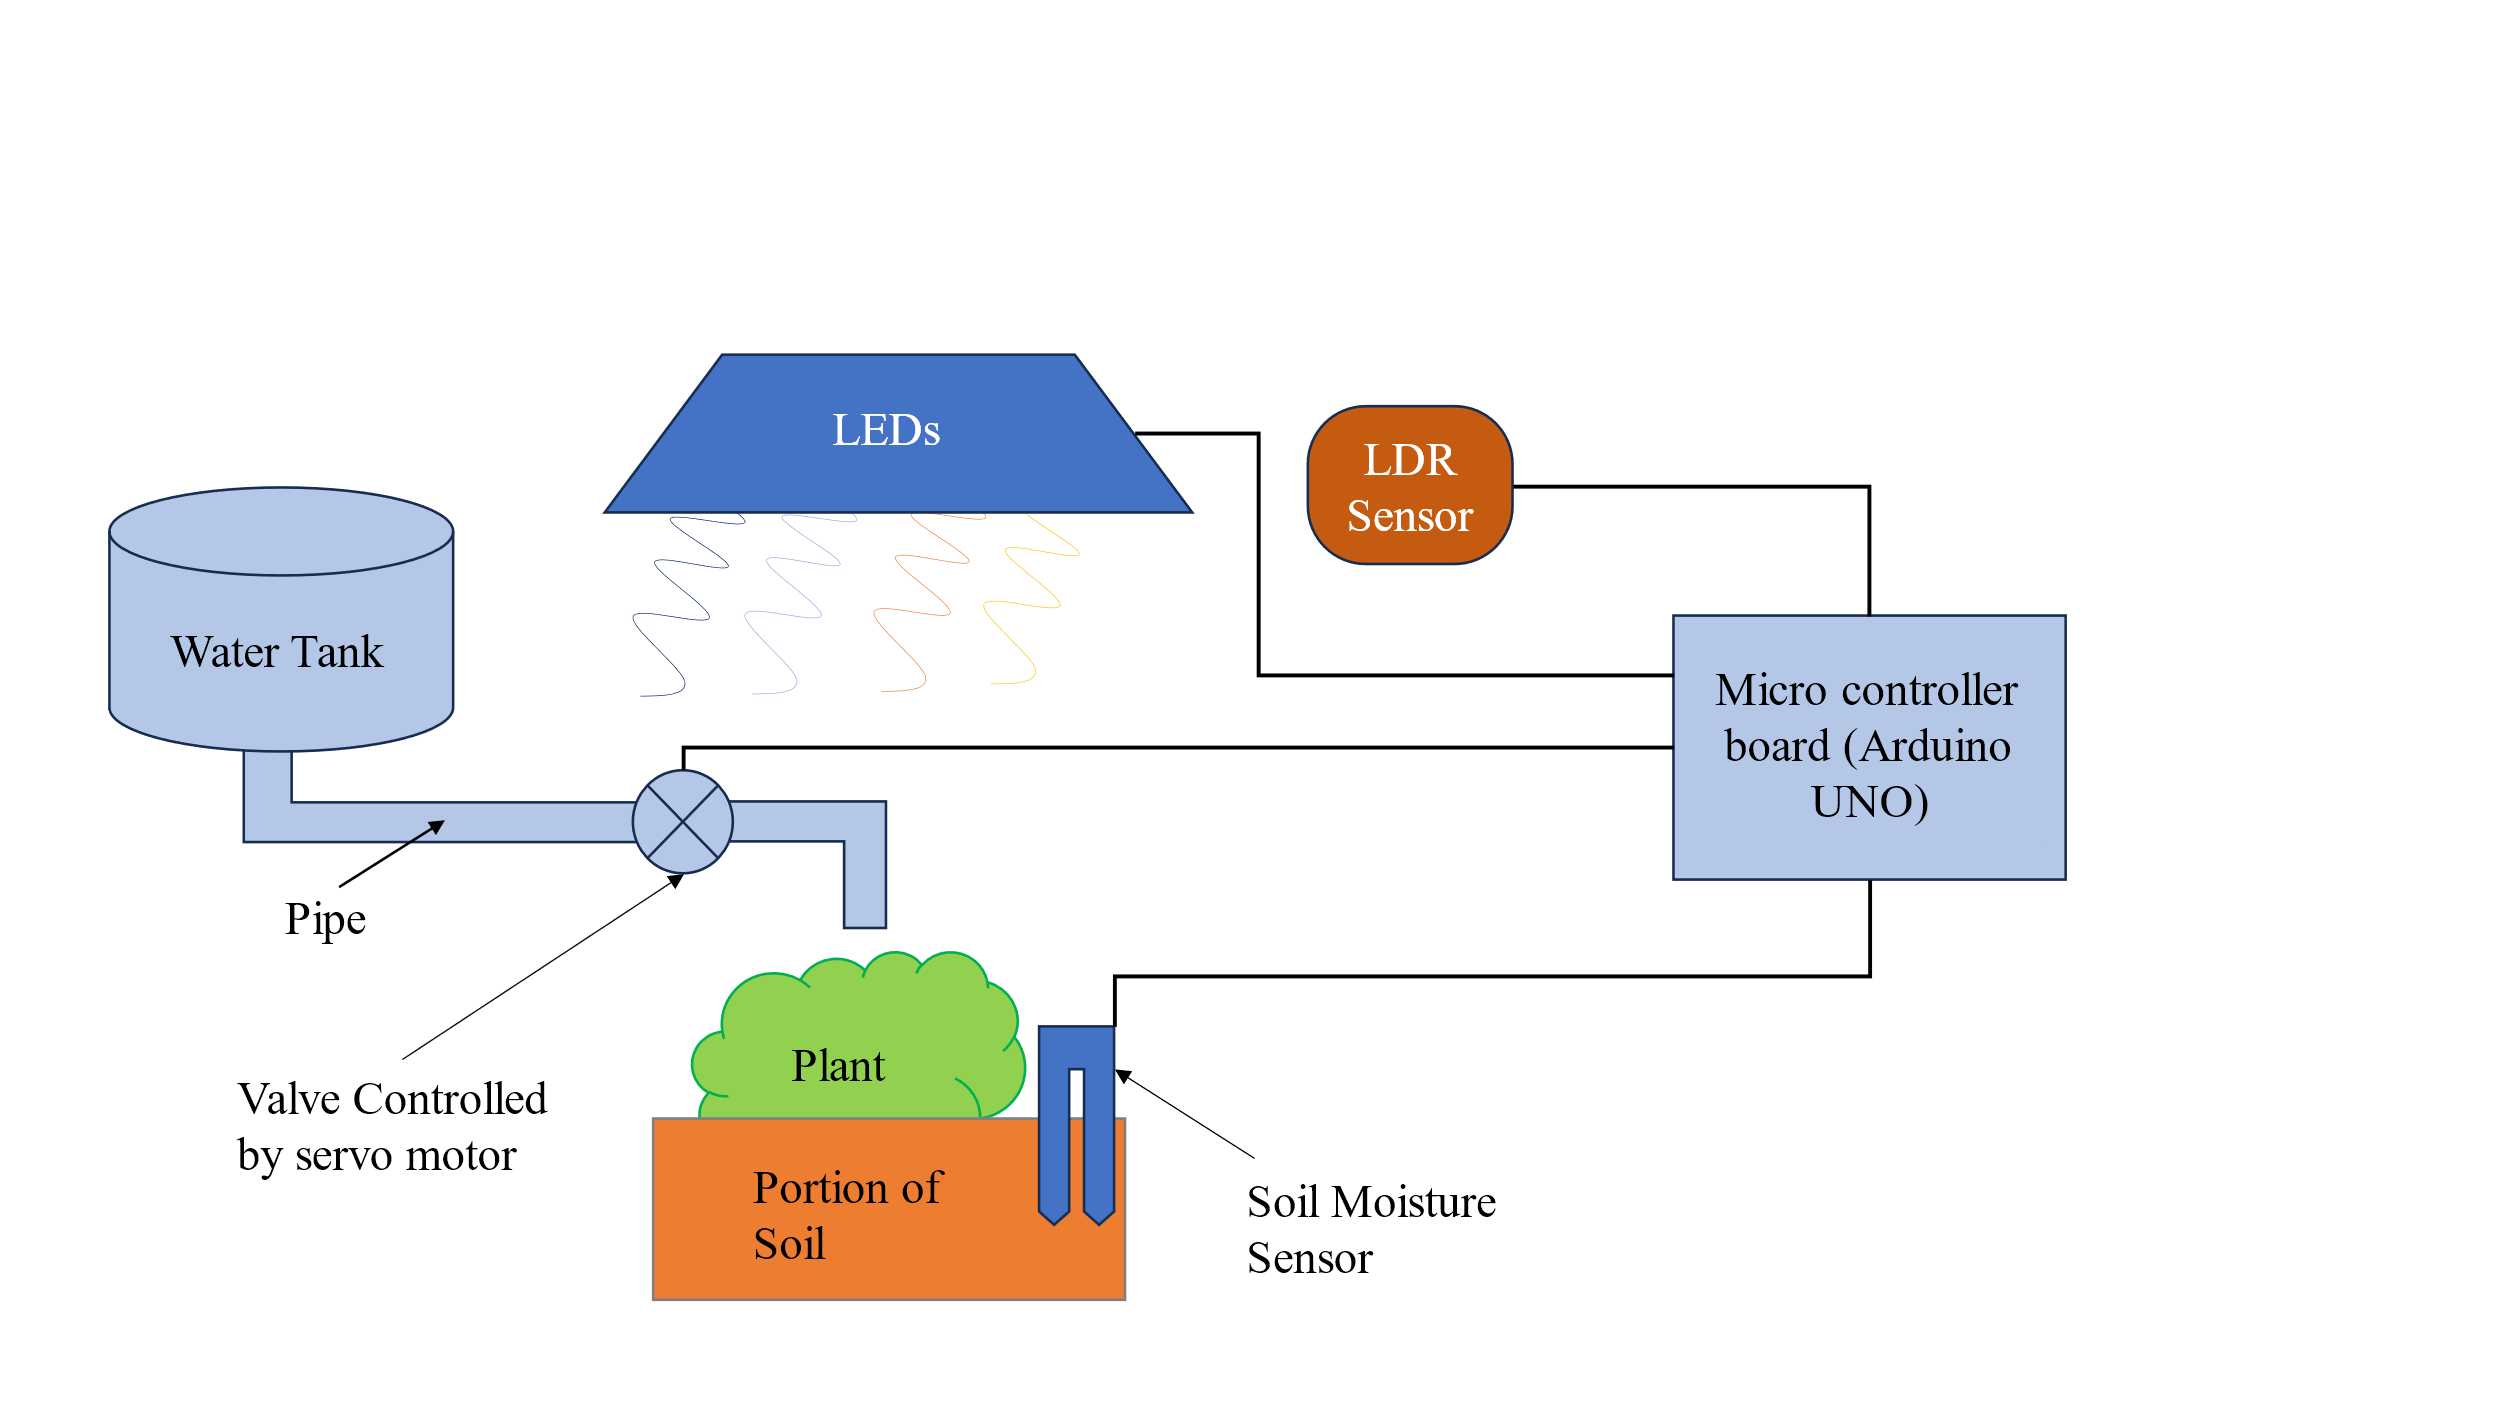 LEDs
LDR
Sensor
Water Tank
Micro controller
board (Arduino
UNO)
Pipe
Valve Controlled
by servo motor
Plant
Portion of
Soil
Soil Moisture
Sensor